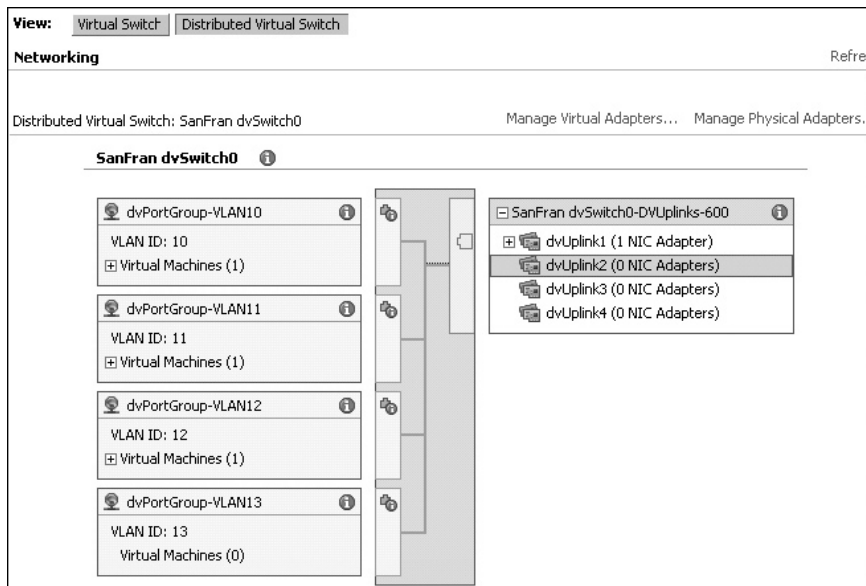 View: Virtual Switch Distributed Virtual Switch
Networking Refre
Distributed Virtual Switch: SanFran dvSwitch0 Manage Virtual Adapters... Manage Physical Adapters.
SanFran dvSwitch0
dvPortGroup-VLAN10
VLAN ID: 10
Virtual Machines (1)
dvPortGroup-VLAN11
VLAN ID: 11
Virtual Machines (1)
dvPortGroup-VLAN12
VLAN ID: 12
Virtual Machines (1)
dvPortGroup-VLAN13
VLAN ID: 13
Virtual Machines (0)
SanFran dvSwitch0-DVUplinks-600
dvUplink1 (1 NIC Adapter)
dvUplink2 (0 NIC Adapters)
dvUplink3 (0 NIC Adapters)
dvUplink4 (0 NIC Adapters)